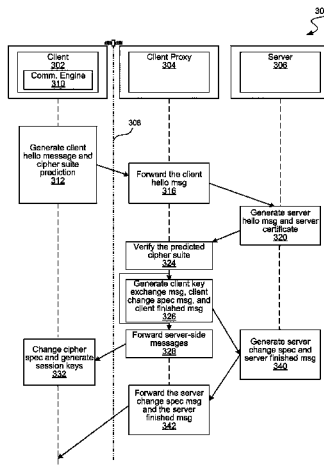 30
Client
302
Comm. Engine
310
Client Proxy
304
Server
306
308
Generate client
hello message and
cipher suite
prediction
312
Forward the client
hello msg
316
Generate server
hello msg and server
certificate
320
Verify the predicted
cipher suite
324
Generate client key
exchange msg, client
change spec msg, and
client finished msg
326
Forward server-side
messages
328
Change cipher
spec and generate
session keys
332
Generate server
change spec and
server finished msg
340
Forward the server
change spec msg
and the server
finished msg
342